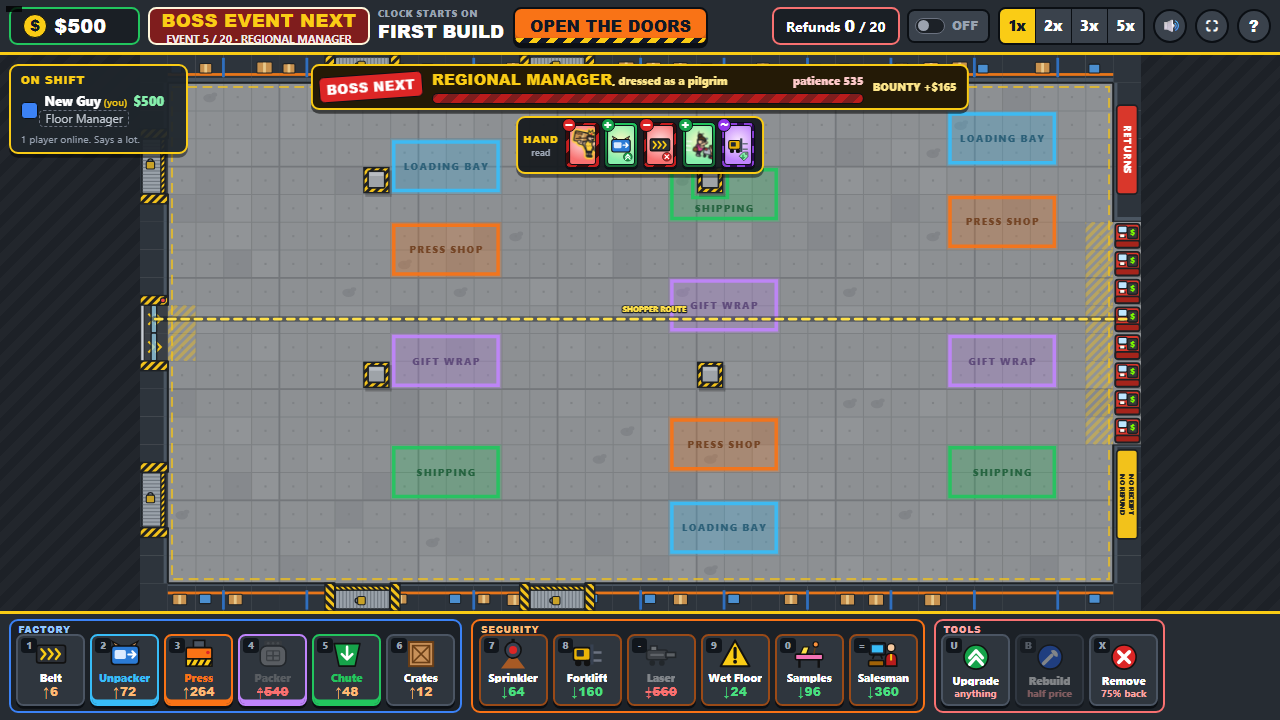 $ $500
BOSS EVENT NEXT
EVENT 5 / 20 · REGIONAL MANAGER
CLOCK STARTS ON
FIRST BUILD
OPEN THE DOORS
Refunds 0 / 20
OFF
1x 2x 3x 5x
?
ON SHIFT
New Guy (you) $500
Floor Manager
1 player online. Says a lot.
BOSS NEXT
REGIONAL MANAGER, dressed as a pilgrim
patience 535
BOUNTY +$165
HAND
read
LOADING BAY
LOADING BAY
SHIPPING
PRESS SHOP
PRESS SHOP
GIFT WRAP
SHOPPER ROUTE
GIFT WRAP
GIFT WRAP
PRESS SHOP
SHIPPING
SHIPPING
LOADING BAY
RETURNS
NO RECEIPT
NO REFUND
FACTORY
1 Belt ↑6
2 Unpacker ↑72
3 Press ↑264
4 Packer ↑540
5 Chute ↑48
6 Crates ↑12
SECURITY
7 Sprinkler ↓64
8 Forklift ↓160
- Laser ↓560
9 Wet Floor ↓24
0 Samples ↓96
= Salesman ↓360
TOOLS
U Upgrade anything
B Rebuild half price
X Remove 75% back